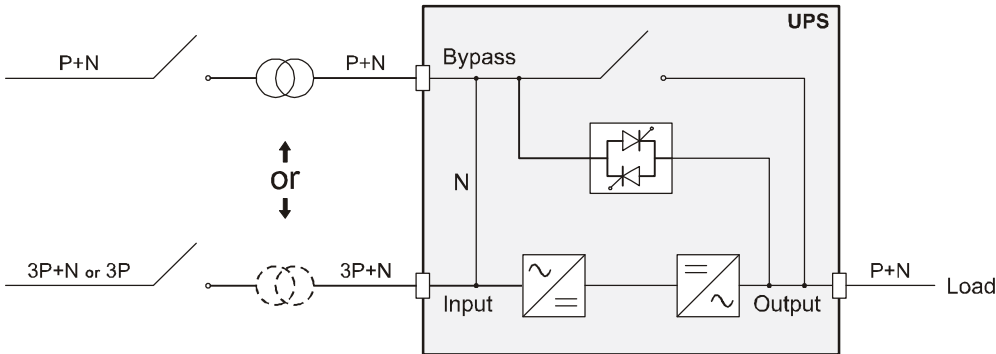 UPS
P+N
P+N
Bypass
or
N
3P+N or 3P
3P+N
Input
Output
P+N
Load